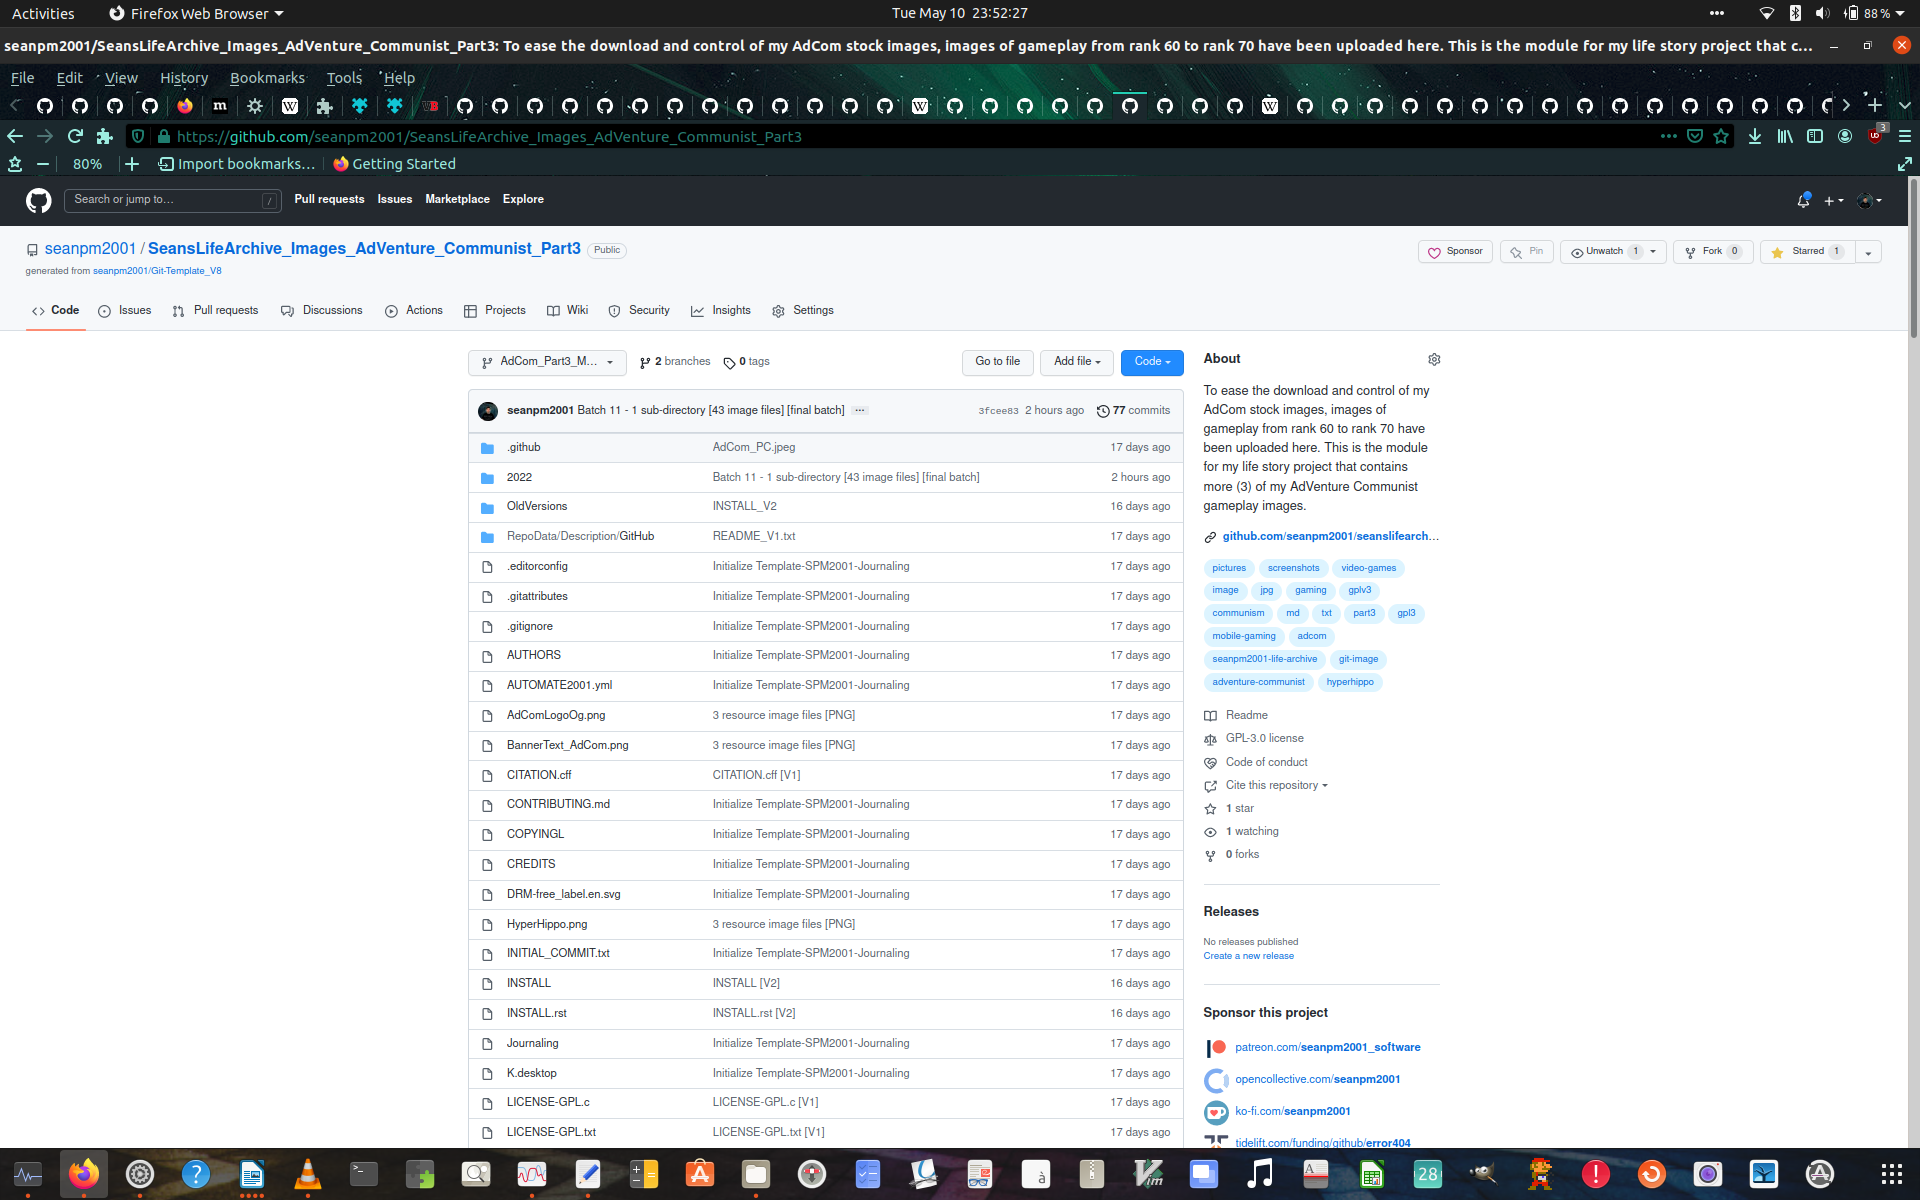 Activities
Firefox Web Browser
Tue May 10 23:52:27
88 %
seanpm2001/SeansLifeArchive_Images_AdVenture_Communist_Part3: To ease the download and control of my AdCom stock images, images of gameplay from rank 60 to rank 70 have been uploaded here. This is the module for my life story project that c…
File Edit View History Bookmarks Tools Help
https://github.com/seanpm2001/SeansLifeArchive_Images_AdVenture_Communist_Part3
3
80%
Import bookmarks…
Getting Started
Search or jump to…
/
Pull requests Issues Marketplace Explore
seanpm2001 / SeansLifeArchive_Images_AdVenture_Communist_Part3 Public
generated from seanpm2001/Git-Template_V8
Sponsor
Pin
Unwatch 1
Fork 0
Starred 1
Code Issues Pull requests Discussions Actions Projects Wiki Security Insights Settings
AdCom_Part3_M…
2 branches
0 tags
Go to file
Add file
Code
seanpm2001 Batch 11 - 1 sub-directory [43 image files] [final batch] …
3fcee83 2 hours ago 77 commits
.github AdCom_PC.jpeg 17 days ago
2022 Batch 11 - 1 sub-directory [43 image files] [final batch] 2 hours ago
OldVersions INSTALL_V2 16 days ago
RepoData/Description/GitHub README_V1.txt 17 days ago
.editorconfig Initialize Template-SPM2001-Journaling 17 days ago
.gitattributes Initialize Template-SPM2001-Journaling 17 days ago
.gitignore Initialize Template-SPM2001-Journaling 17 days ago
AUTHORS Initialize Template-SPM2001-Journaling 17 days ago
AUTOMATE2001.yml Initialize Template-SPM2001-Journaling 17 days ago
AdComLogoOg.png 3 resource image files [PNG] 17 days ago
BannerText_AdCom.png 3 resource image files [PNG] 17 days ago
CITATION.cff CITATION.cff [V1] 17 days ago
CONTRIBUTING.md Initialize Template-SPM2001-Journaling 17 days ago
COPYINGL Initialize Template-SPM2001-Journaling 17 days ago
CREDITS Initialize Template-SPM2001-Journaling 17 days ago
DRM-free_label.en.svg Initialize Template-SPM2001-Journaling 17 days ago
HyperHippo.png 3 resource image files [PNG] 17 days ago
INITIAL_COMMIT.txt Initialize Template-SPM2001-Journaling 17 days ago
INSTALL INSTALL [V2] 16 days ago
INSTALL.rst INSTALL.rst [V2] 16 days ago
Journaling Initialize Template-SPM2001-Journaling 17 days ago
K.desktop Initialize Template-SPM2001-Journaling 17 days ago
LICENSE-GPL.c LICENSE-GPL.c [V1] 17 days ago
LICENSE-GPL.txt LICENSE-GPL.txt [V1] 17 days ago
About
To ease the download and control of my
AdCom stock images, images of
gameplay from rank 60 to rank 70 have
been uploaded here. This is the module
for my life story project that contains
more (3) of my AdVenture Communist
gameplay images.
github.com/seanpm2001/seanslifearch…
pictures screenshots video-games
image jpg gaming gplv3
communism md txt part3 gpl3
mobile-gaming adcom
seanpm2001-life-archive git-image
adventure-communist hyperhippo
Readme
GPL-3.0 license
Code of conduct
Cite this repository
1 star
1 watching
0 forks
Releases
No releases published
Create a new release
Sponsor this project
patreon.com/seanpm2001_software
opencollective.com/seanpm2001
ko-fi.com/seanpm2001
tidelift.com/funding/github/error404
28